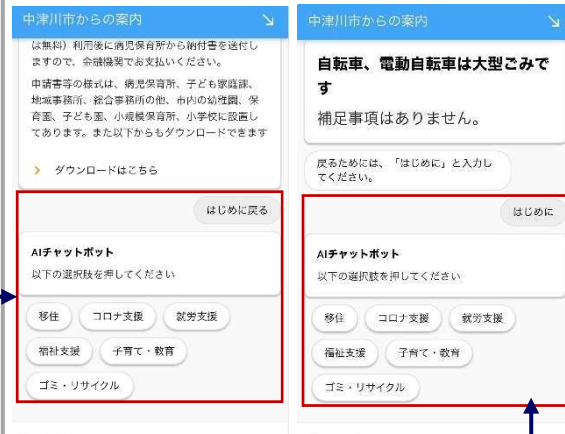 中津川市からの案内
は無料）利用後に病児保育所から納付書を送付し
ますので、金融機関でお支払いください。
申請書等の様式は、病児保育所、子ども家庭課、
地域事務所、総合事務所の他、市内の幼稚園、保
育園、子ども園、小規模保育所、小学校に設置し
てあります。また以下からもダウンロードできます
ダウンロードはこちら
はじめに戻る
AIチャットボット
以下の選択肢を押してください
移住
コロナ支援
就労支援
福祉支援
子育て・教育
ゴミ・リサイクル
中津川市からの案内
自転車、電動自転車は大型ごみで
す
補足事項はありません。
戻るためには、「はじめに」と入力し
てください。
はじめに
AIチャットボット
以下の選択肢を押してください
移住
コロナ支援
就労支援
福祉支援
子育て・教育
ゴミ・リサイクル